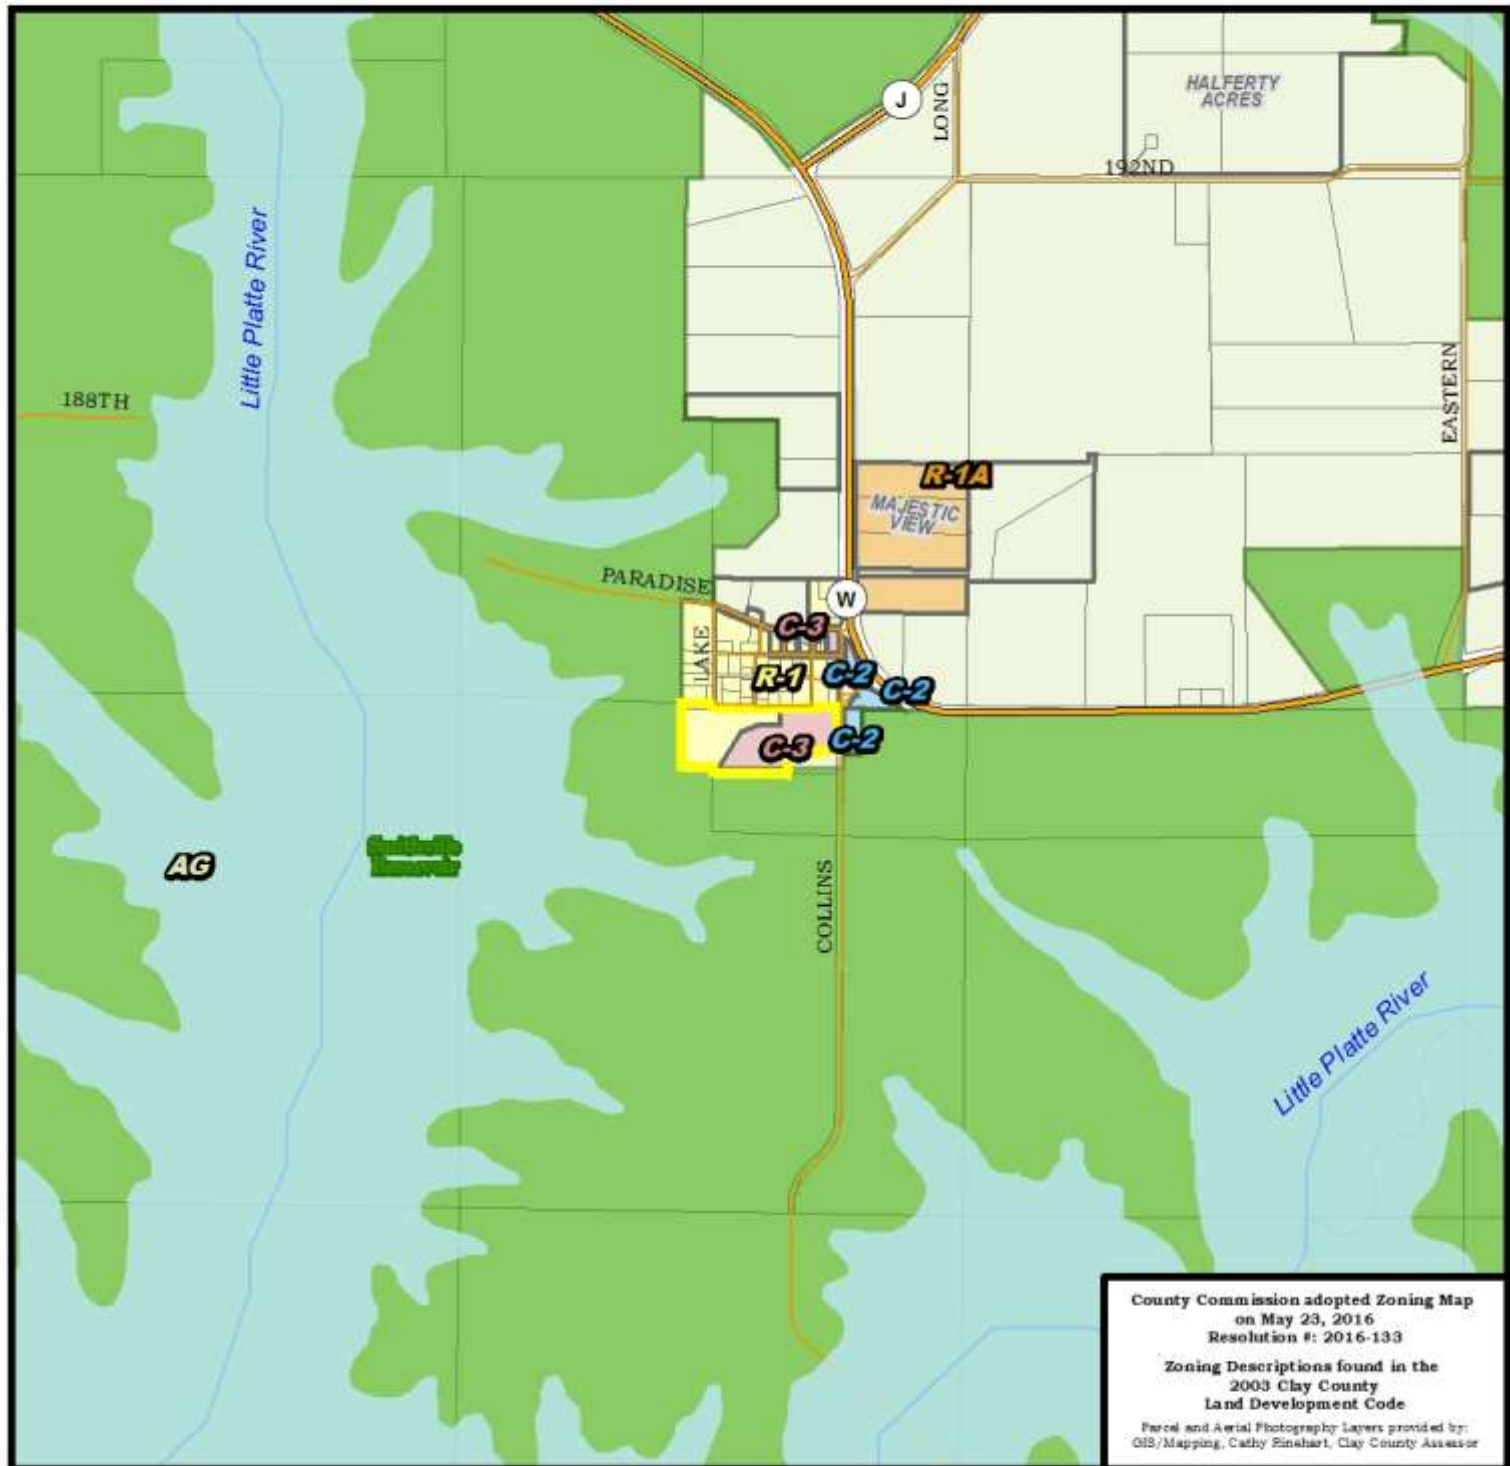 HALFERTY
ACRES
J
LONG
192ND
Little Platte River
188TH
EASTERN
R-1A
MAJESTIC
VIEW
PARADISE
W
C-3
LAKE
R-1
C-2
C-2
C-3
C-2
Smithville
Reservoir
AG
COLLINS
Little Platte River
County Commission adopted Zoning Map
on May 23, 2016
Resolution #: 2016-133
Zoning Descriptions found in the
2003 Clay County
Land Development Code
Parcel and Aerial Photography Layers provided by:
GIS/Mapping, Cathy Rinehart, Clay County Assessor